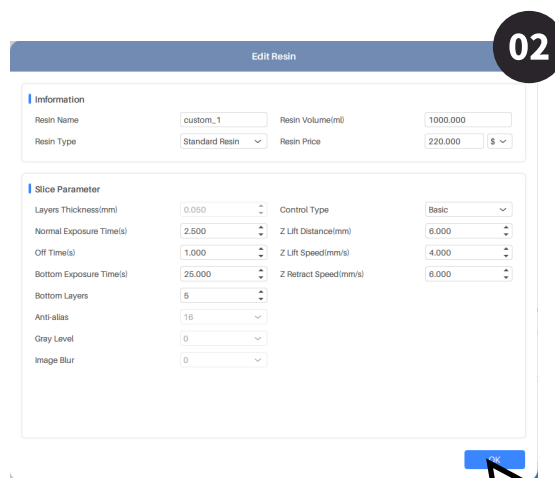 02
Edit Resin
Imformation
Resin Name custom_1 Resin Volume(ml) 1000.000
Resin Type Standard Resin Resin Price 220.000 $
Slice Parameter
Layers Thickness(mm) 0.050 Control Type Basic
Normal Exposure Time(s) 2.500 Z Lift Distance(mm) 6.000
Off Time(s) 1.000 Z Lift Speed(mm/s) 4.000
Bottom Exposure Time(s) 25.000 Z Retract Speed(mm/s) 6.000
Bottom Layers 5
Anti-alias 16
Gray Level 0
Image Blur 0
OK